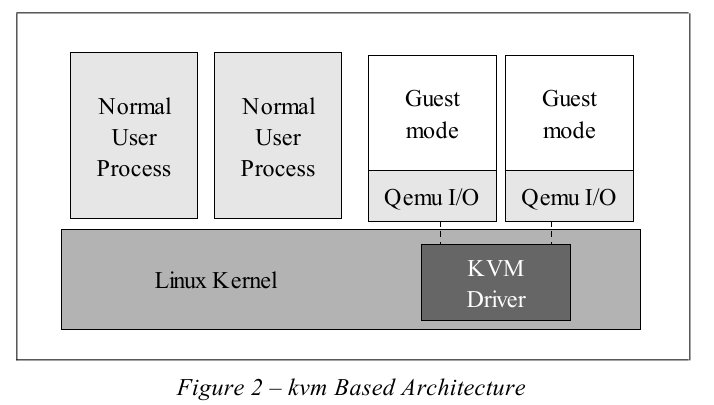 Normal
User
Process
Normal
User
Process
Guest
mode
Guest
mode
Qemu I/O
Qemu I/O
Linux Kernel
KVM
Driver
Figure 2 – kvm Based Architecture